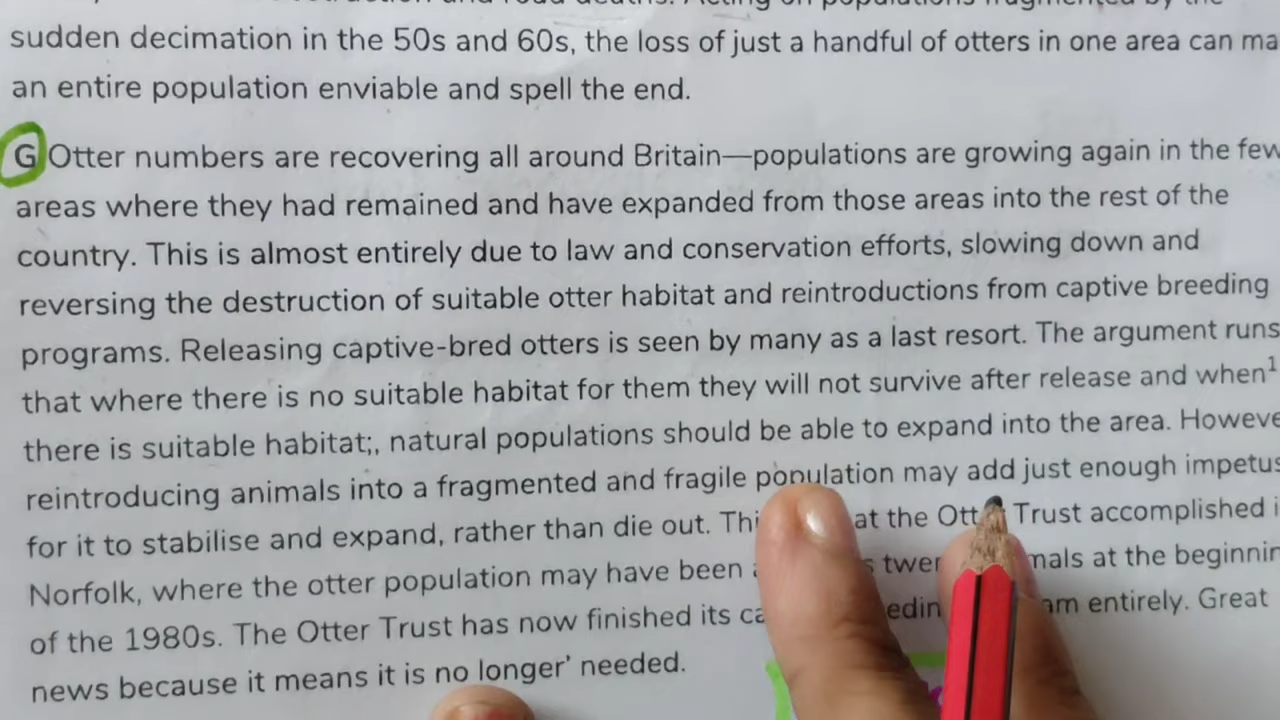 sudden decimation in the 50s and 60s, the loss of just a handful of otters in one area can ma
an entire population enviable and spell the end.
G Otter numbers are recovering all around Britain—populations are growing again in the few
areas where they had remained and have expanded from those areas into the rest of the
country. This is almost entirely due to law and conservation efforts, slowing down and
reversing the destruction of suitable otter habitat and reintroductions from captive breeding
programs. Releasing captive-bred otters is seen by many as a last resort. The argument runs
that where there is no suitable habitat for them they will not survive after release and when¹
there is suitable habitat;, natural populations should be able to expand into the area. Howeve
reintroducing animals into a fragmented and fragile population may add just enough impetus
for it to stabilise and expand, rather than die out. Thi at the Ott Trust accomplished i
Norfolk, where the otter population may have been s twen mals at the beginnin
of the 1980s. The Otter Trust has now finished its ca edin am entirely. Great
news because it means it is no longer' needed.